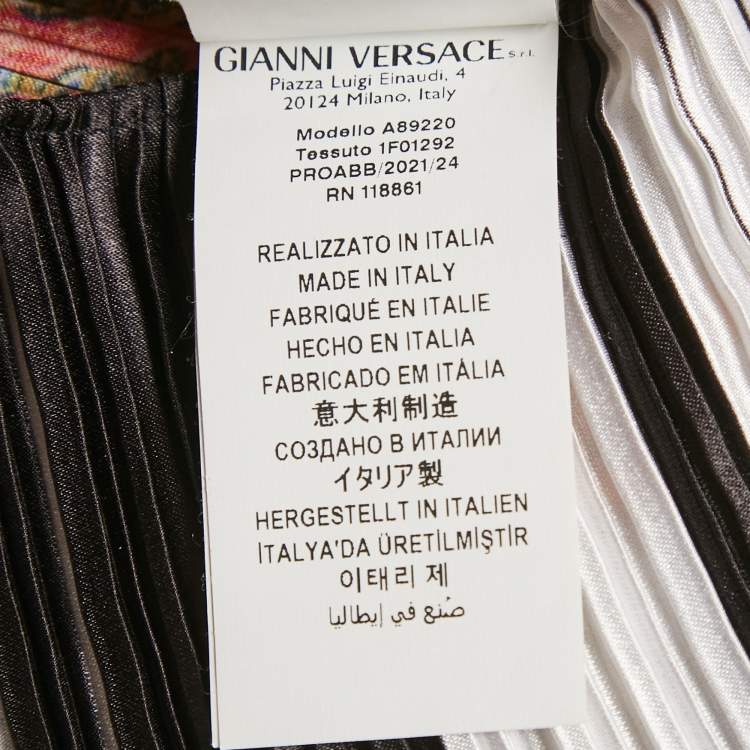 GIANNI VERSACE S.r.l.
Piazza Luigi Einaudi, 4
20124 Milano, Italy
Modello A89220
Tessuto 1F01292
PROABB/2021/24
RN 118861
REALIZZATO IN ITALIA
MADE IN ITALY
FABRIQUÉ EN ITALIE
HECHO EN ITALIA
FABRICADO EM ITÁLIA
意大利制造
СОЗДАНО В ИТАЛИИ
イタリア製
HERGESTELLT IN ITALIEN
İTALYA'DA ÜRETİLMİŞTİR
이태리 제
صُنع في إيطاليا